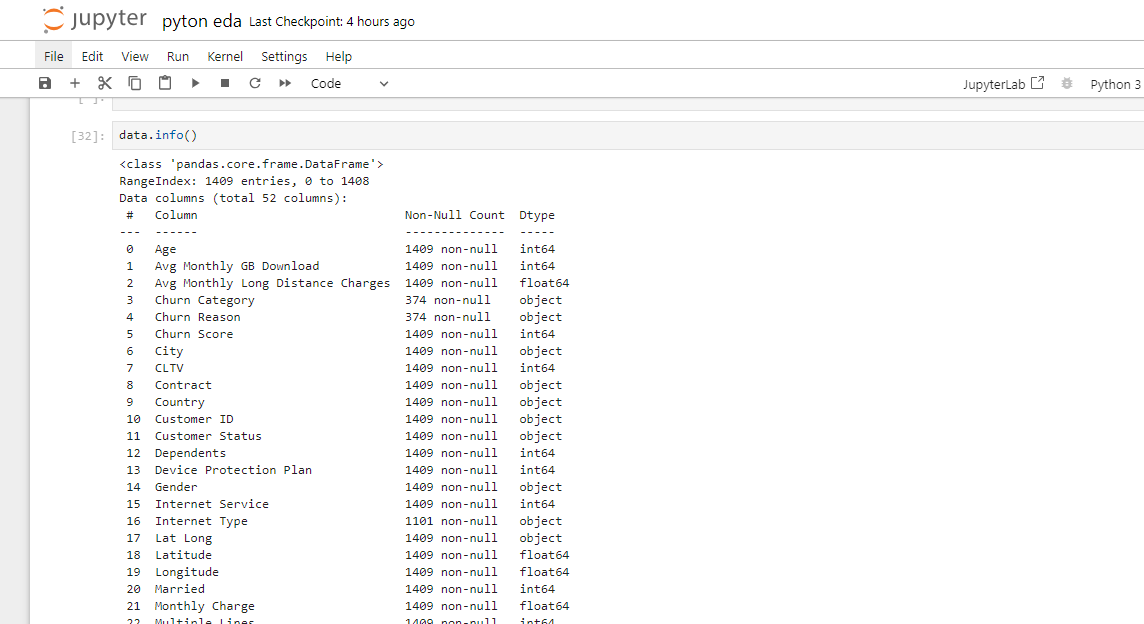 jupyter pyton eda Last Checkpoint: 4 hours ago
File Edit View Run Kernel Settings Help
Code JupyterLab Python 3
[ ]:
[32]: data.info()
<class 'pandas.core.frame.DataFrame'>
RangeIndex: 1409 entries, 0 to 1408
Data columns (total 52 columns):
 #   Column                             Non-Null Count  Dtype
---  ------                             --------------  -----
 0   Age                                1409 non-null   int64
 1   Avg Monthly GB Download            1409 non-null   int64
 2   Avg Monthly Long Distance Charges  1409 non-null   float64
 3   Churn Category                     374 non-null    object
 4   Churn Reason                       374 non-null    object
 5   Churn Score                        1409 non-null   int64
 6   City                               1409 non-null   object
 7   CLTV                               1409 non-null   int64
 8   Contract                           1409 non-null   object
 9   Country                            1409 non-null   object
 10  Customer ID                        1409 non-null   object
 11  Customer Status                    1409 non-null   object
 12  Dependents                         1409 non-null   int64
 13  Device Protection Plan             1409 non-null   int64
 14  Gender                             1409 non-null   object
 15  Internet Service                   1409 non-null   int64
 16  Internet Type                      1101 non-null   object
 17  Lat Long                           1409 non-null   object
 18  Latitude                           1409 non-null   float64
 19  Longitude                          1409 non-null   float64
 20  Married                            1409 non-null   int64
 21  Monthly Charge                     1409 non-null   float64
 22  Multiple Lines                     1409 non-null   int64